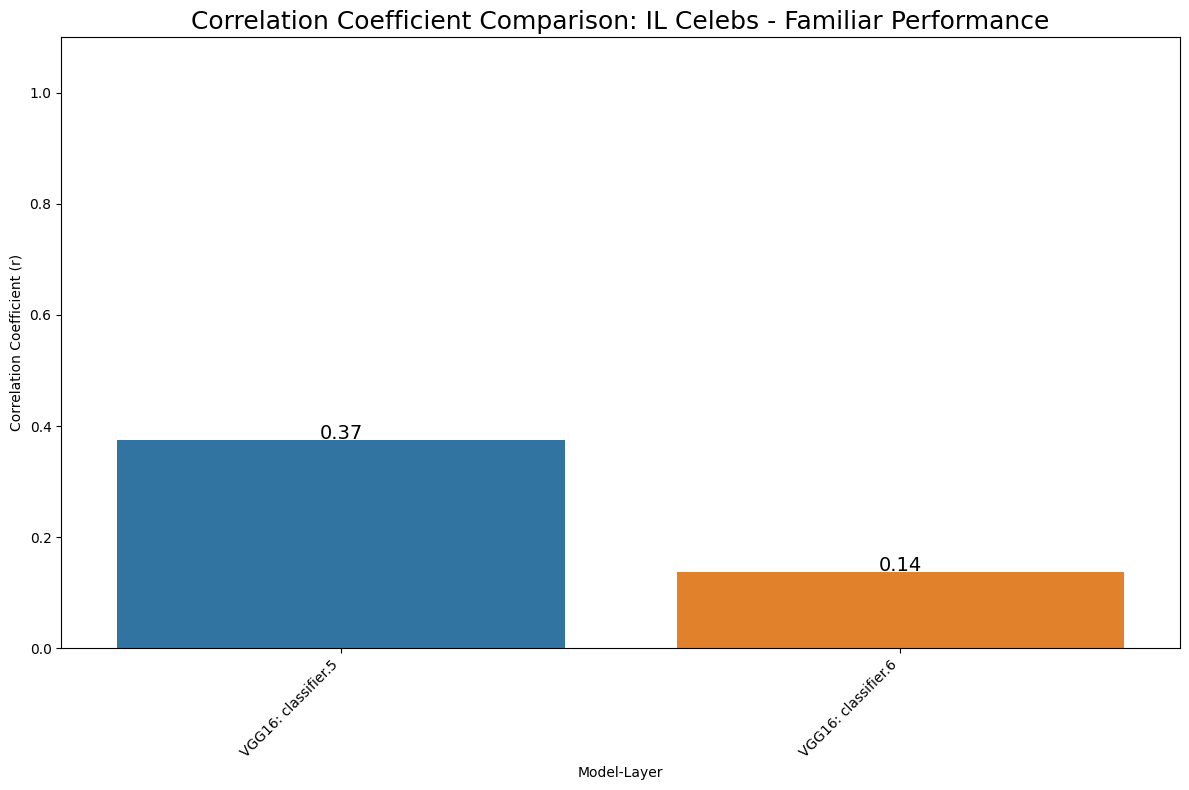 Correlation Coefficient Comparison: IL Celebs - Familiar Performance
1.0
0.8
0.6
0.4
0.2
0.0
Correlation Coefficient (r)
0.37
0.14
VGG16: classifier.5
VGG16: classifier.6
Model-Layer